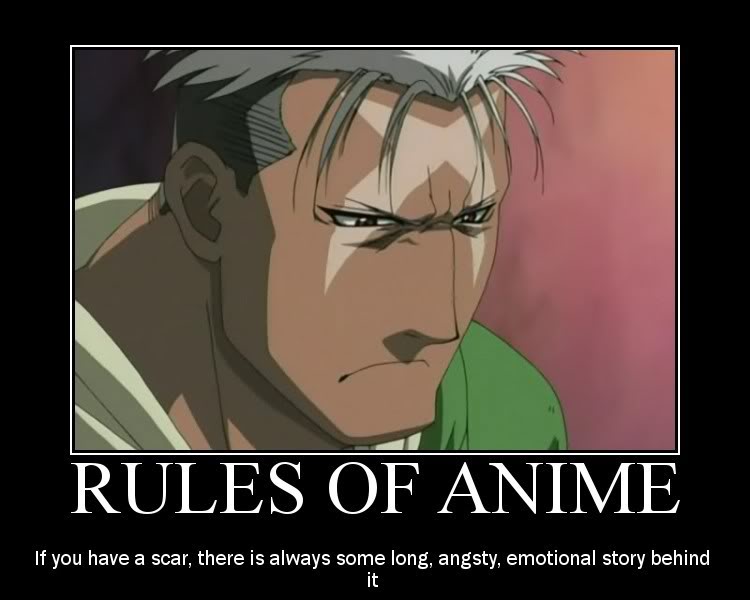 RULES OF ANIME
If you have a scar, there is always some long, angsty, emotional story behind
it